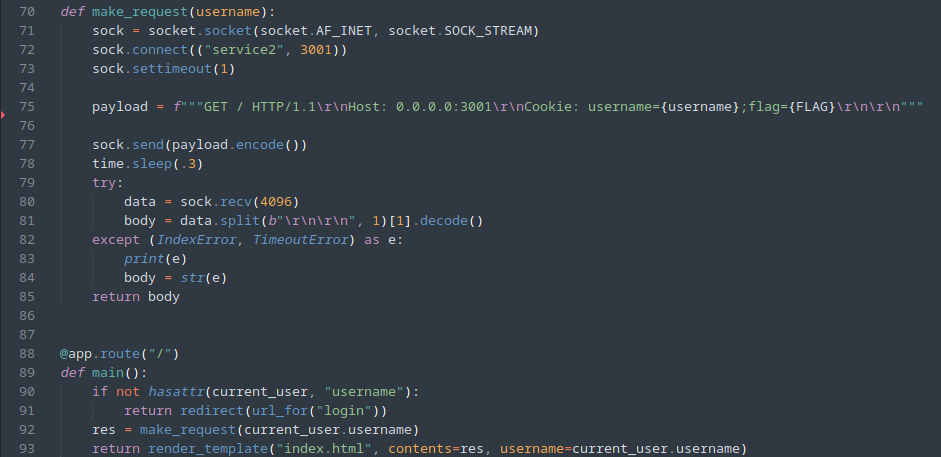 70 def make_request(username):
71     sock = socket.socket(socket.AF_INET, socket.SOCK_STREAM)
72     sock.connect(("service2", 3001))
73     sock.settimeout(1)
74
75     payload = f"""GET / HTTP/1.1\r\nHost: 0.0.0.0:3001\r\nCookie: username={username};flag={FLAG}\r\n\r\n"""
76
77     sock.send(payload.encode())
78     time.sleep(.3)
79     try:
80         data = sock.recv(4096)
81         body = data.split(b"\r\n\r\n", 1)[1].decode()
82     except (IndexError, TimeoutError) as e:
83         print(e)
84         body = str(e)
85     return body
86
87
88 @app.route("/")
89 def main():
90     if not hasattr(current_user, "username"):
91         return redirect(url_for("login"))
92     res = make_request(current_user.username)
93     return render_template("index.html", contents=res, username=current_user.username)